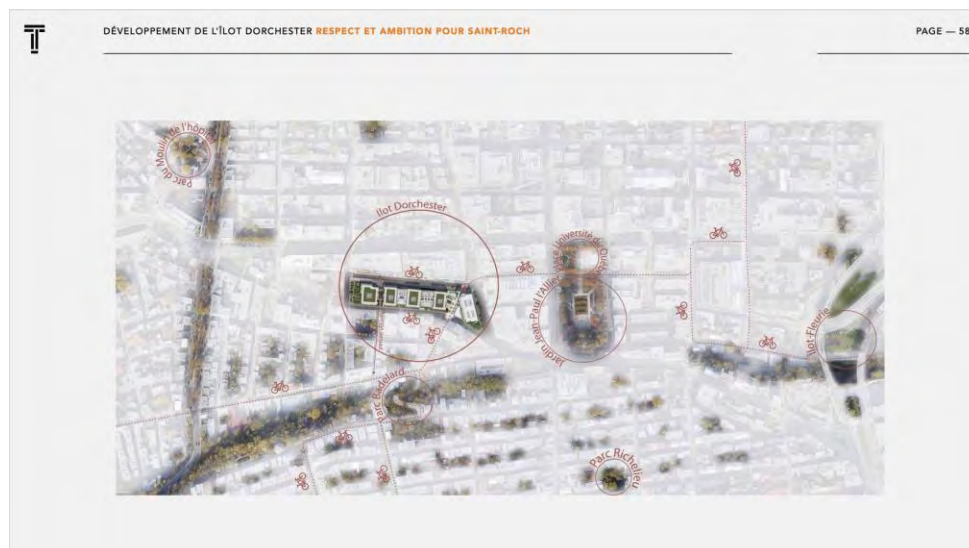 DÉVELOPPEMENT DE L'ÎLOT DORCHESTER RESPECT ET AMBITION POUR SAINT-ROCH
PAGE — 58
Parc du Moulin de l'hôpital
Îlot Dorchester
Jardin Jean-Paul l'Allier
Université du Québec
Îlot-Fleurie
Parc Badelard
Parc Richelieu